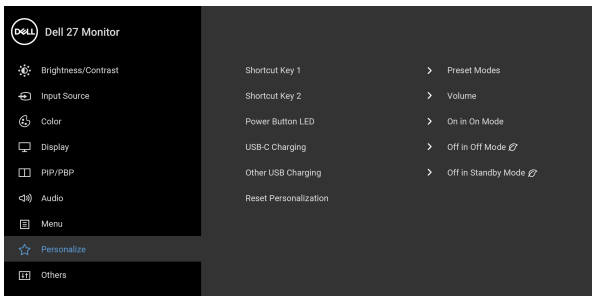 DELL
Dell 27 Monitor
Brightness/Contrast
Input Source
Color
Display
PIP/PBP
Audio
Menu
Personalize
Others
Shortcut Key 1 > Preset Modes
Shortcut Key 2 > Volume
Power Button LED > On in On Mode
USB-C Charging > Off in Off Mode
Other USB Charging > Off in Standby Mode
Reset Personalization